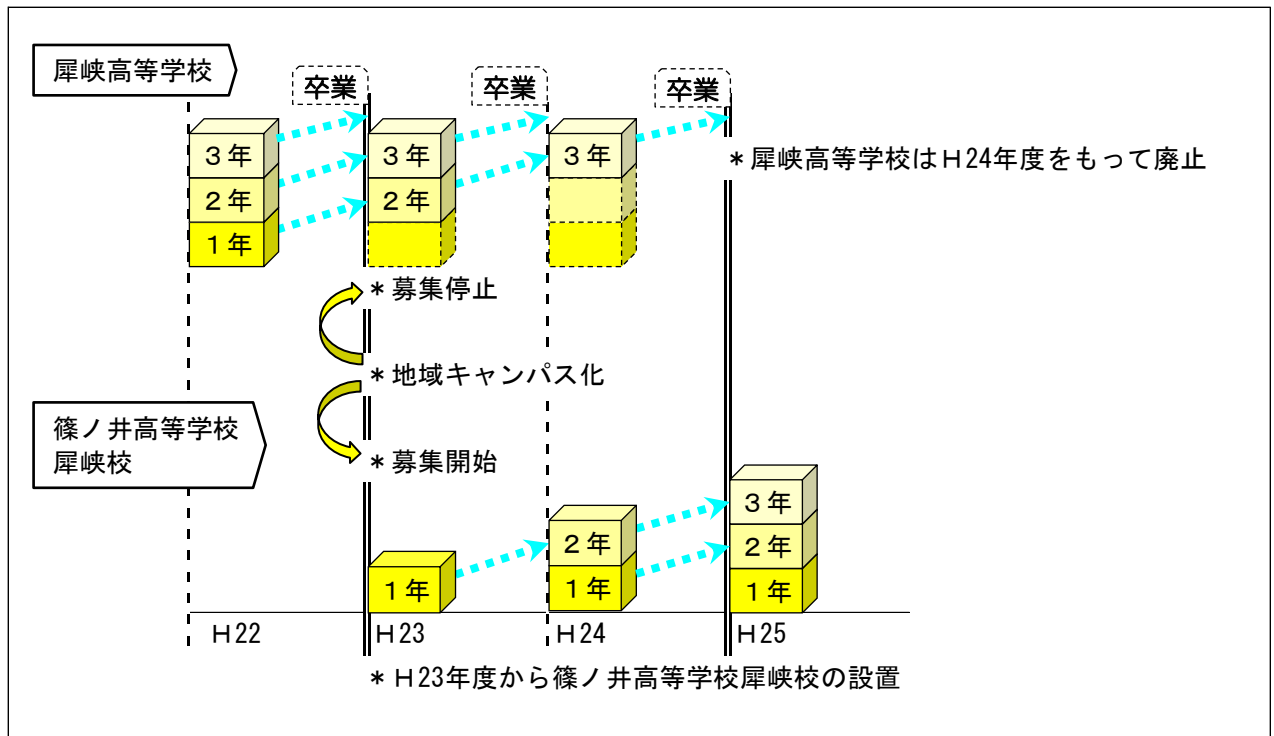 犀峡高等学校
卒業
卒業
卒業
3年
3年
3年
2年
2年
1年
*犀峡高等学校はH24年度をもって廃止
*募集停止
*地域キャンパス化
篠ノ井高等学校
犀峡校
*募集開始
3年
2年
2年
1年
1年
1年
H22
H23
H24
H25
*H23年度から篠ノ井高等学校犀峡校の設置